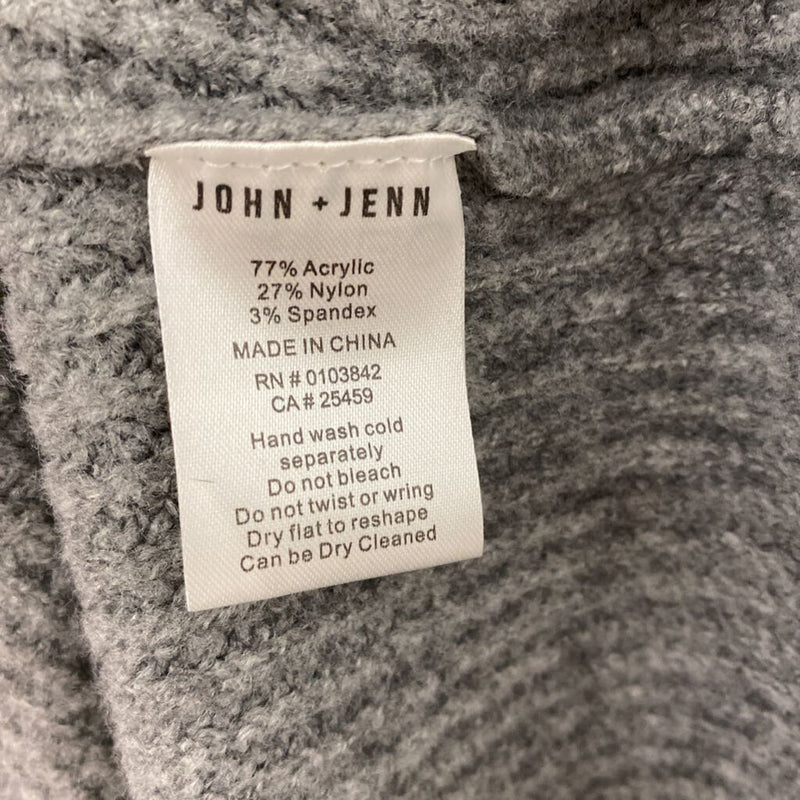 JOHN + JENN
77% Acrylic
27% Nylon
3% Spandex
MADE IN CHINA
RN # 0103842
CA # 25459
Hand wash cold
separately
Do not bleach
Do not twist or wring
Dry flat to reshape
Can be Dry Cleaned